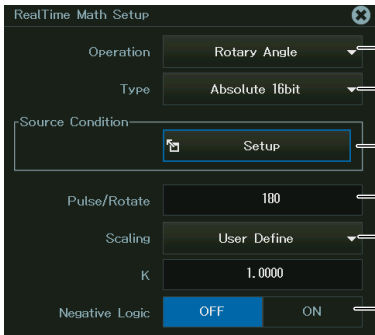 RealTime Math Setup
Operation Rotary Angle
Type Absolute 16bit
Source Condition
Setup
Pulse/Rotate 180
Scaling User Define
K 1.0000
Negative Logic OFF ON